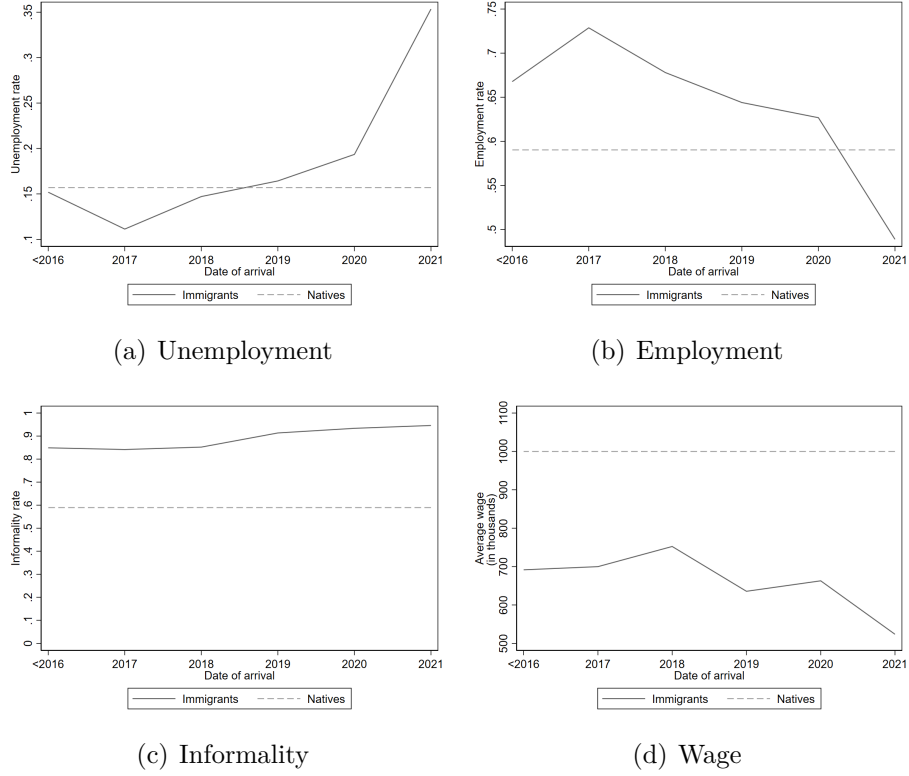 Unemployment rate
.35
.3
.25
.2
.15
.1
<2016 2017 2018 2019 2020 2021
Date of arrival
Immigrants Natives
(a) Unemployment
Employment rate
.75
.7
.65
.6
.55
.5
<2016 2017 2018 2019 2020 2021
Date of arrival
Immigrants Natives
(b) Employment
Informality rate
1
.9
.8
.7
.6
.5
.4
.3
.2
.1
0
<2016 2017 2018 2019 2020 2021
Date of arrival
Immigrants Natives
(c) Informality
Average wage
(in thousands)
1100
1000
900
800
700
600
500
<2016 2017 2018 2019 2020 2021
Date of arrival
Immigrants Natives
(d) Wage